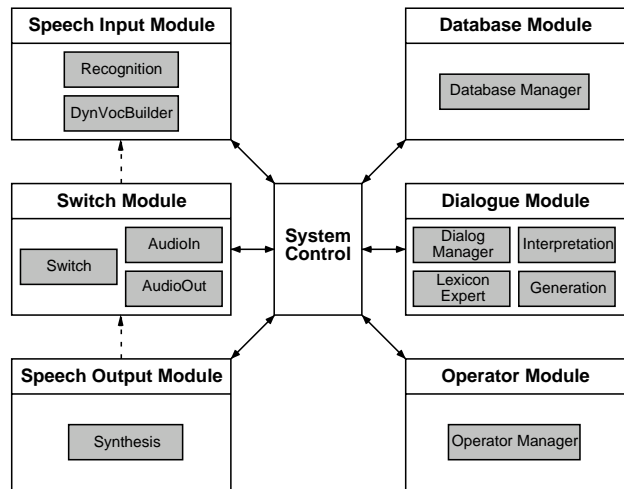 Speech Input Module
Recognition
DynVocBuilder
Database Module
Database Manager
Switch Module
Switch
AudioIn
AudioOut
System
Control
Dialogue Module
Dialog
Manager
Interpretation
Lexicon
Expert
Generation
Speech Output Module
Synthesis
Operator Module
Operator Manager